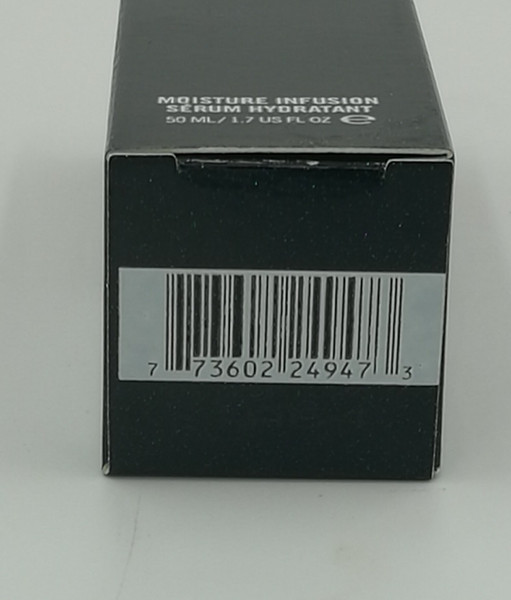 MOISTURE INFUSION
SÉRUM HYDRATANT
50 ML / 1.7 US FL OZ ℮
7 73602 24947 3